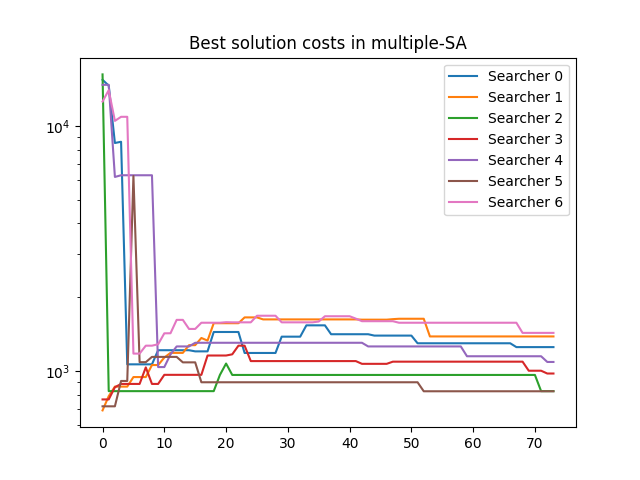 Best solution costs in multiple-SA
10⁴
10³
0 10 20 30 40 50 60 70
Searcher 0
Searcher 1
Searcher 2
Searcher 3
Searcher 4
Searcher 5
Searcher 6